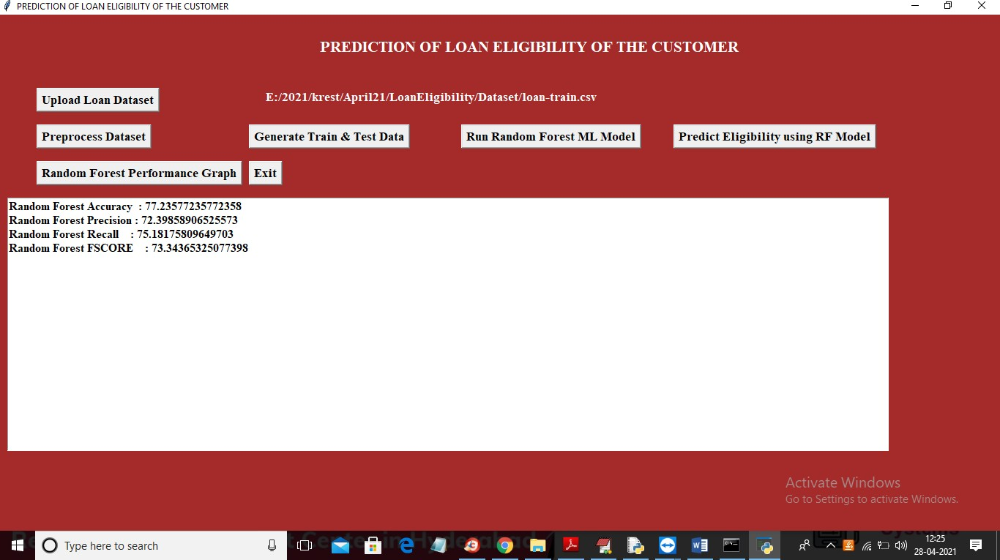 PREDICTION OF LOAN ELIGIBILITY OF THE CUSTOMER
PREDICTION OF LOAN ELIGIBILITY OF THE CUSTOMER
Upload Loan Dataset E:/2021/krest/April21/LoanEligibility/Dataset/loan-train.csv
Preprocess Dataset Generate Train & Test Data Run Random Forest ML Model Predict Eligibility using RF Model
Random Forest Performance Graph Exit
Random Forest Accuracy : 77.23577235772358
Random Forest Precision : 72.39858906525573
Random Forest Recall : 75.18175809649703
Random Forest FSCORE : 73.34365325077398
Activate Windows
Go to Settings to activate Windows.
Type here to search
12:25
28-04-2021